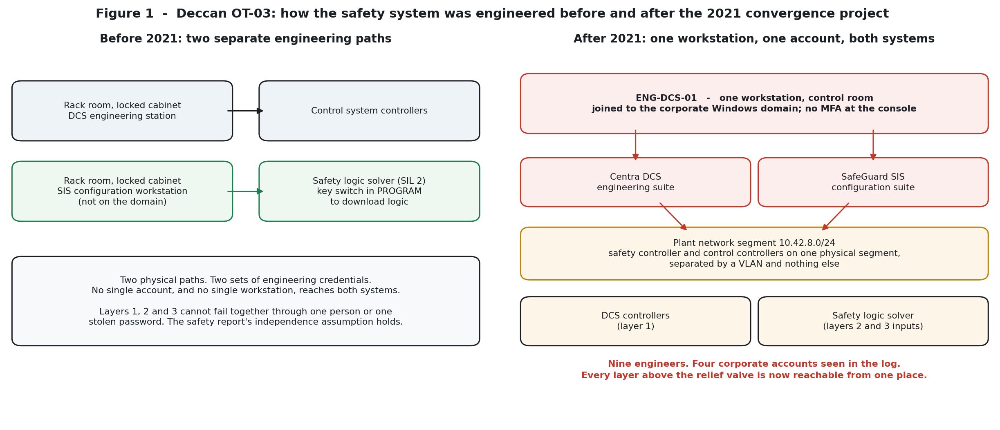 Figure 1 - Deccan OT-03: how the safety system was engineered before and after the 2021 convergence project
Before 2021: two separate engineering paths
Rack room, locked cabinet
DCS engineering station
Control system controllers
Rack room, locked cabinet
SIS configuration workstation
(not on the domain)
Safety logic solver (SIL 2)
key switch in PROGRAM
to download logic
Two physical paths. Two sets of engineering credentials.
No single account, and no single workstation, reaches both systems.
Layers 1, 2 and 3 cannot fail together through one person or one
stolen password. The safety report's independence assumption holds.
After 2021: one workstation, one account, both systems
ENG-DCS-01 - one workstation, control room
joined to the corporate Windows domain; no MFA at the console
Centra DCS
engineering suite
SafeGuard SIS
configuration suite
Plant network segment 10.42.8.0/24
safety controller and control controllers on one physical segment,
separated by a VLAN and nothing else
DCS controllers
(layer 1)
Safety logic solver
(layers 2 and 3 inputs)
Nine engineers. Four corporate accounts seen in the log.
Every layer above the relief valve is now reachable from one place.